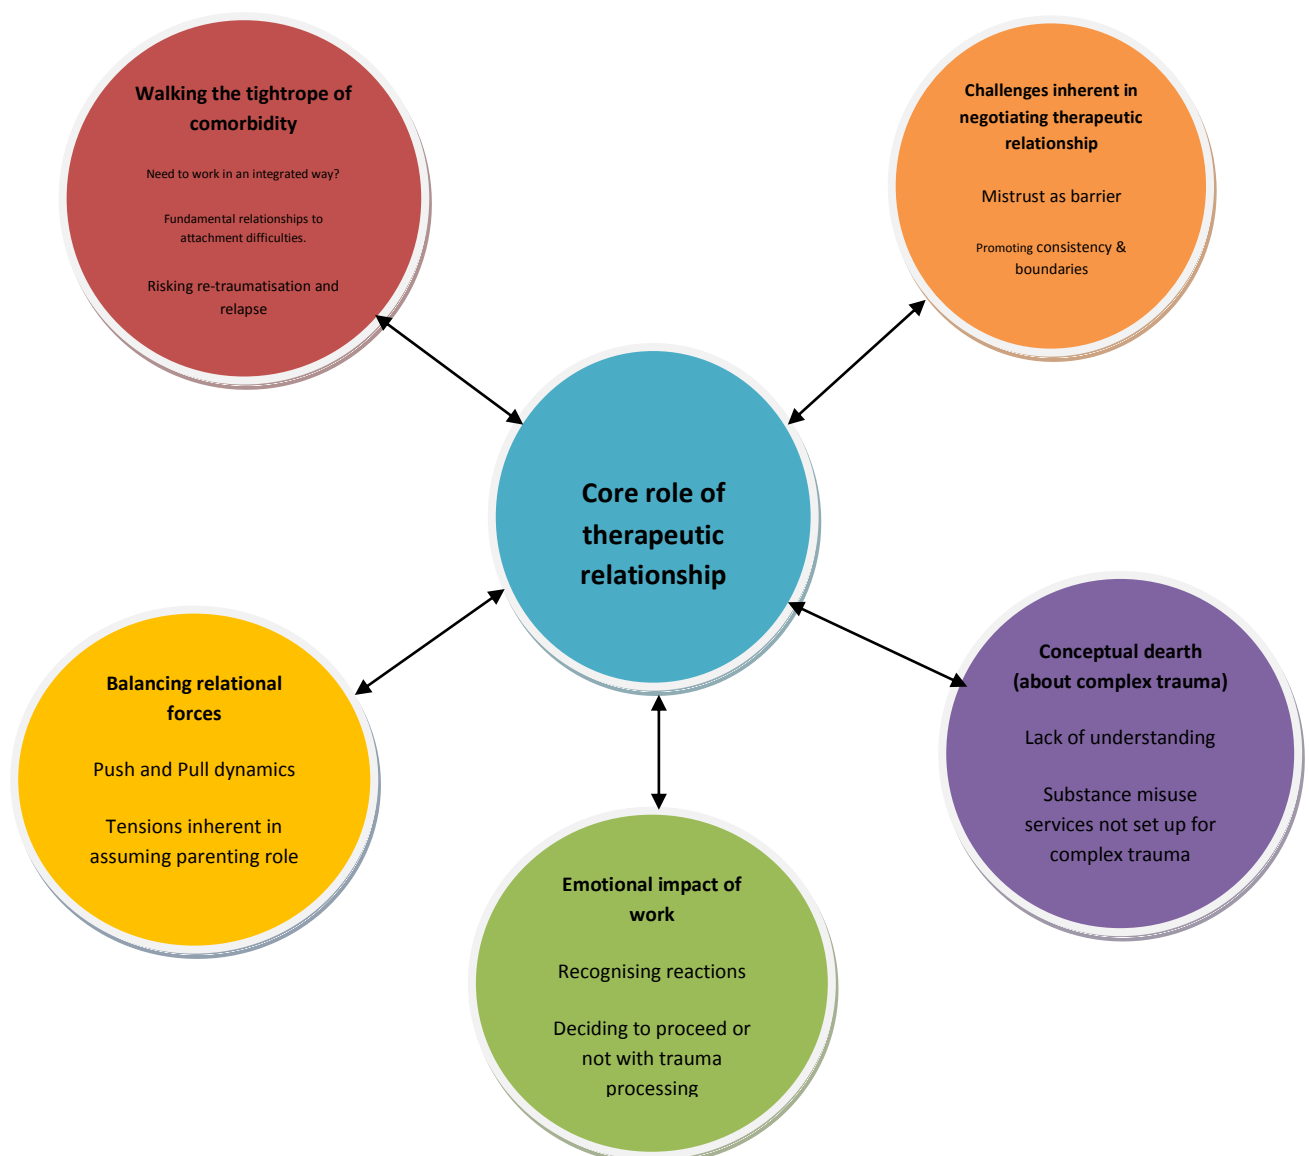 Walking the tightrope of
comorbidity
Need to work in an integrated way?
Fundamental relationships to
attachment difficulties.
Risking re-traumatisation and
relapse
Challenges inherent in
negotiating therapeutic
relationship
Mistrust as barrier
Promoting consistency &
boundaries
Core role of
therapeutic
relationship
Balancing relational
forces
Push and Pull dynamics
Tensions inherent in
assuming parenting role
Conceptual dearth
(about complex trauma)
Lack of understanding
Substance misuse
services not set up for
complex trauma
Emotional impact of
work
Recognising reactions
Deciding to proceed or
not with trauma
processing